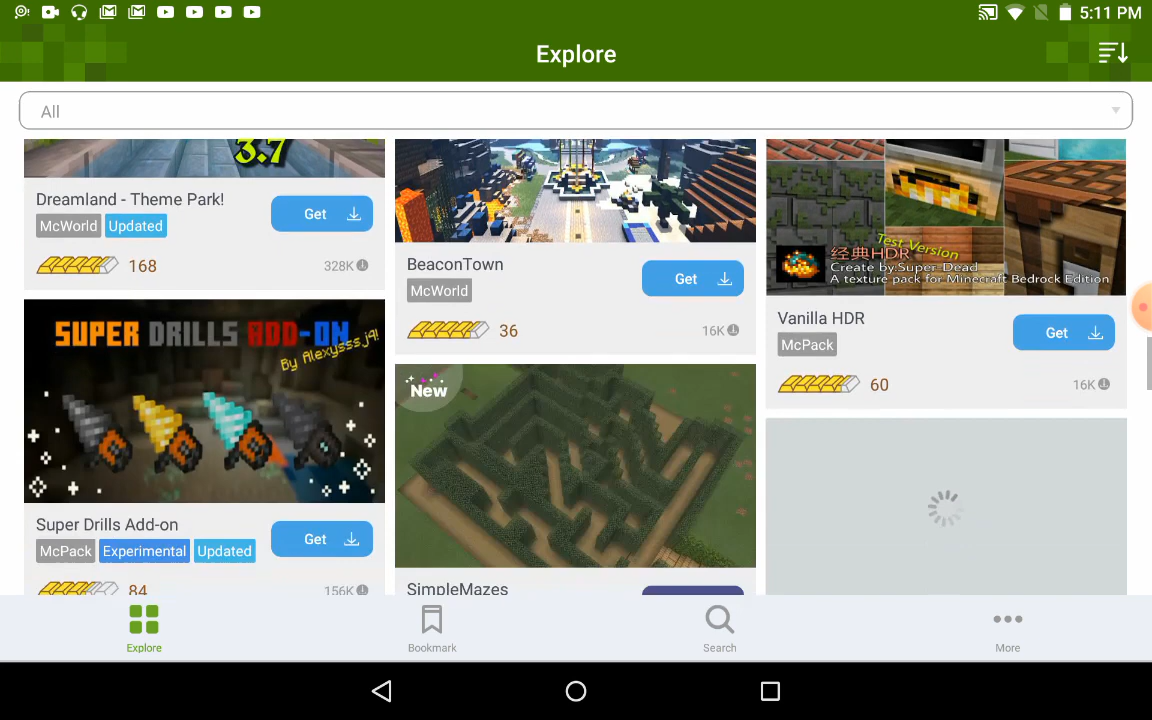 5:11 PM
Explore
All
3.7
Dreamland - Theme Park!
Get
McWorld Updated
168
328K
SUPER DRILLS ADD-ON
By Alexysssj9!
Super Drills Add-on
Get
McPack Experimental Updated
84
156K
BeaconTown
Get
McWorld
36
16K
New
SimpleMazes
Test Version
经典HDR
Create by:Super Dead
A texture pack for Minecraft Bedrock Edition
Vanilla HDR
Get
McPack
60
16K
Explore
Bookmark
Search
More